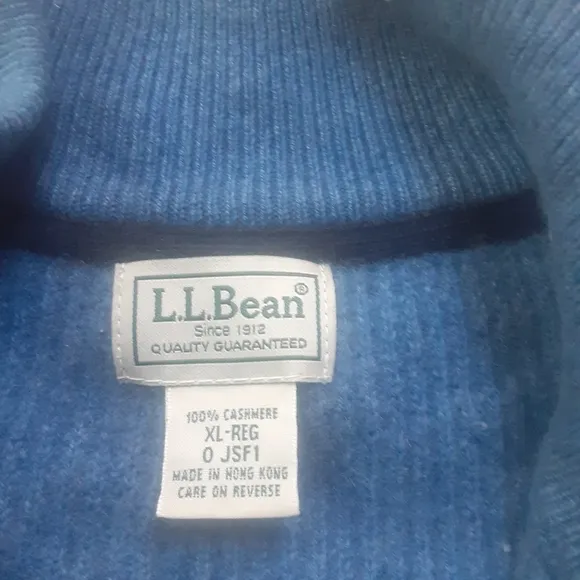 L.L.Bean®
Since 1912
QUALITY GUARANTEED
100% CASHMERE
XL-REG
0 JSF1
MADE IN HONG KONG
CARE ON REVERSE